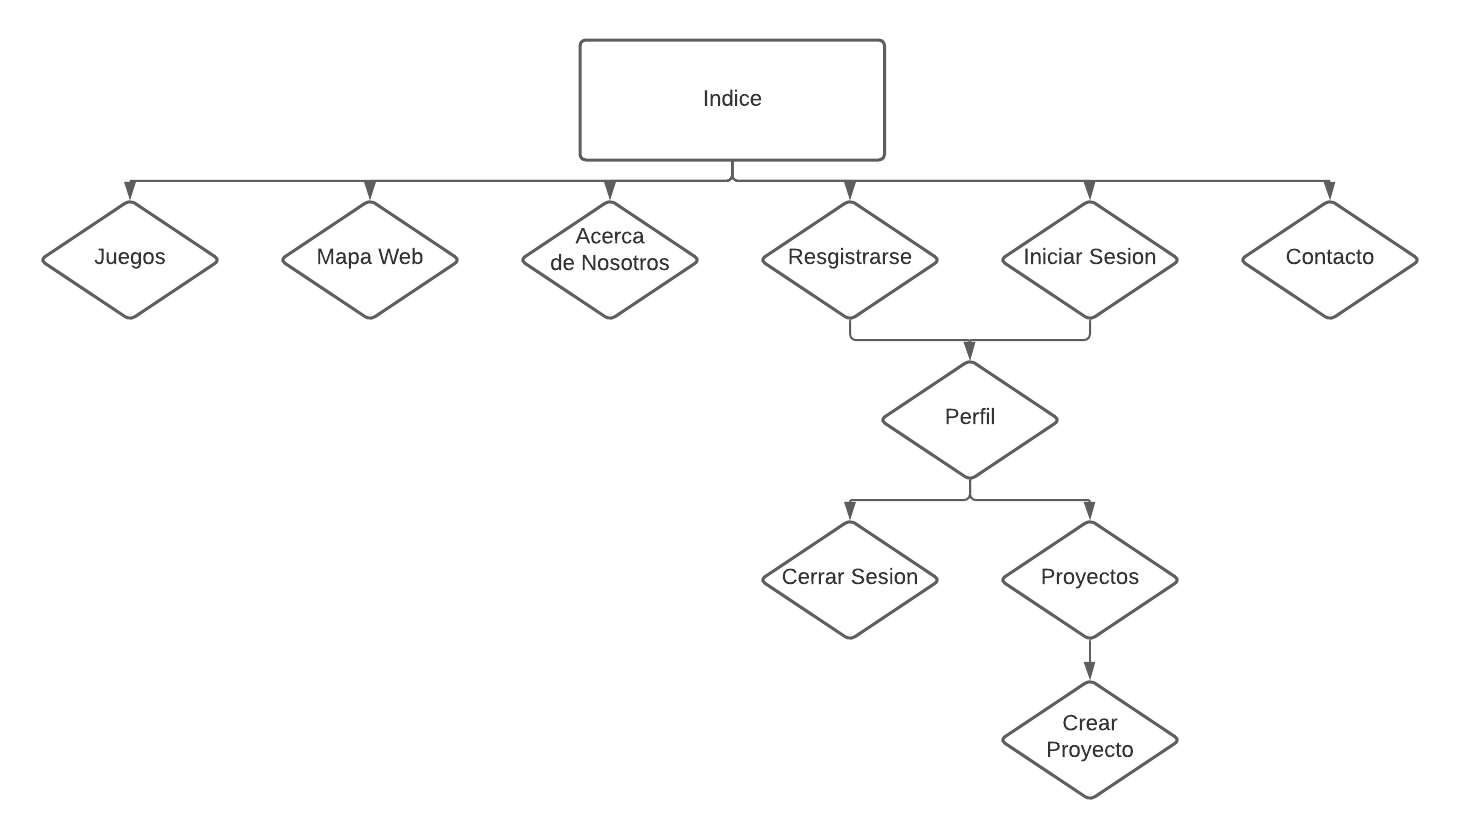 Indice
Juegos
Mapa Web
Acerca
de Nosotros
Resgistrarse
Iniciar Sesion
Contacto
Perfil
Cerrar Sesion
Proyectos
Crear
Proyecto